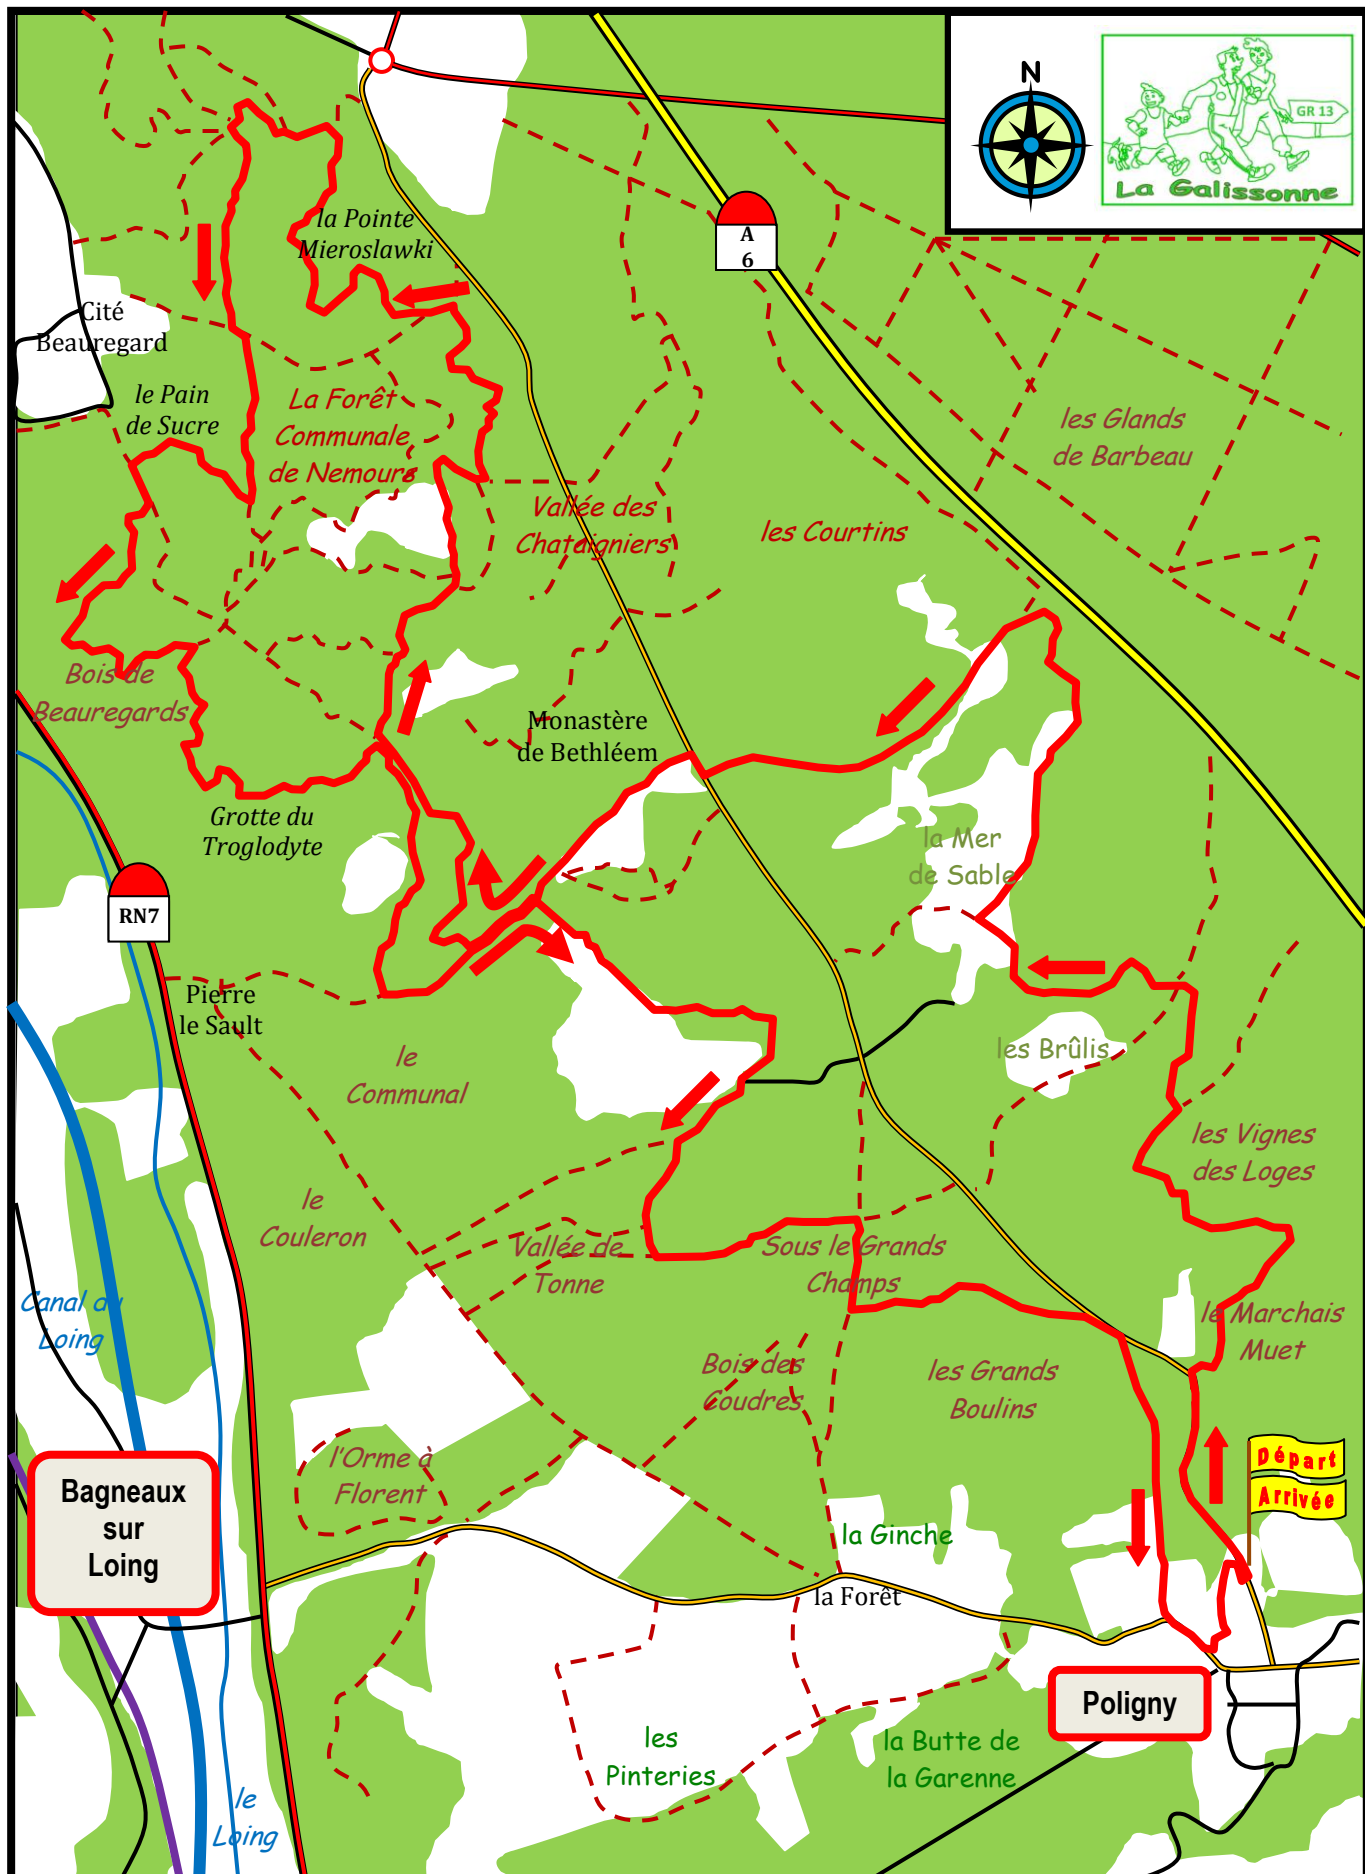 N
GR 13
La Galissonne
la Pointe
Mieroslawki
A
6
Cité
Beauregard
le Pain
de Sucre
La Forêt
Communale
de Nemours
les Glands
de Barbeau
Vallée des
Chataigniers
les Courtins
Bois de
Beauregards
Monastère
de Bethléem
Grotte du
Troglodyte
la Mer
de Sable
RN7
Pierre
le Sault
le
Communal
les Brûlis
les Vignes
des Loges
le
Couleron
Vallée de
Tonne
Sous le Grands
Champs
Canal du
Loing
le Marchais
Muet
Bois des
Coudres
les Grands
Boulins
l'Orme à
Florent
Départ
Arrivée
Bagneaux
sur
Loing
la Ginche
la Forêt
Poligny
les
Pinteries
la Butte de
la Garenne
le
Loing